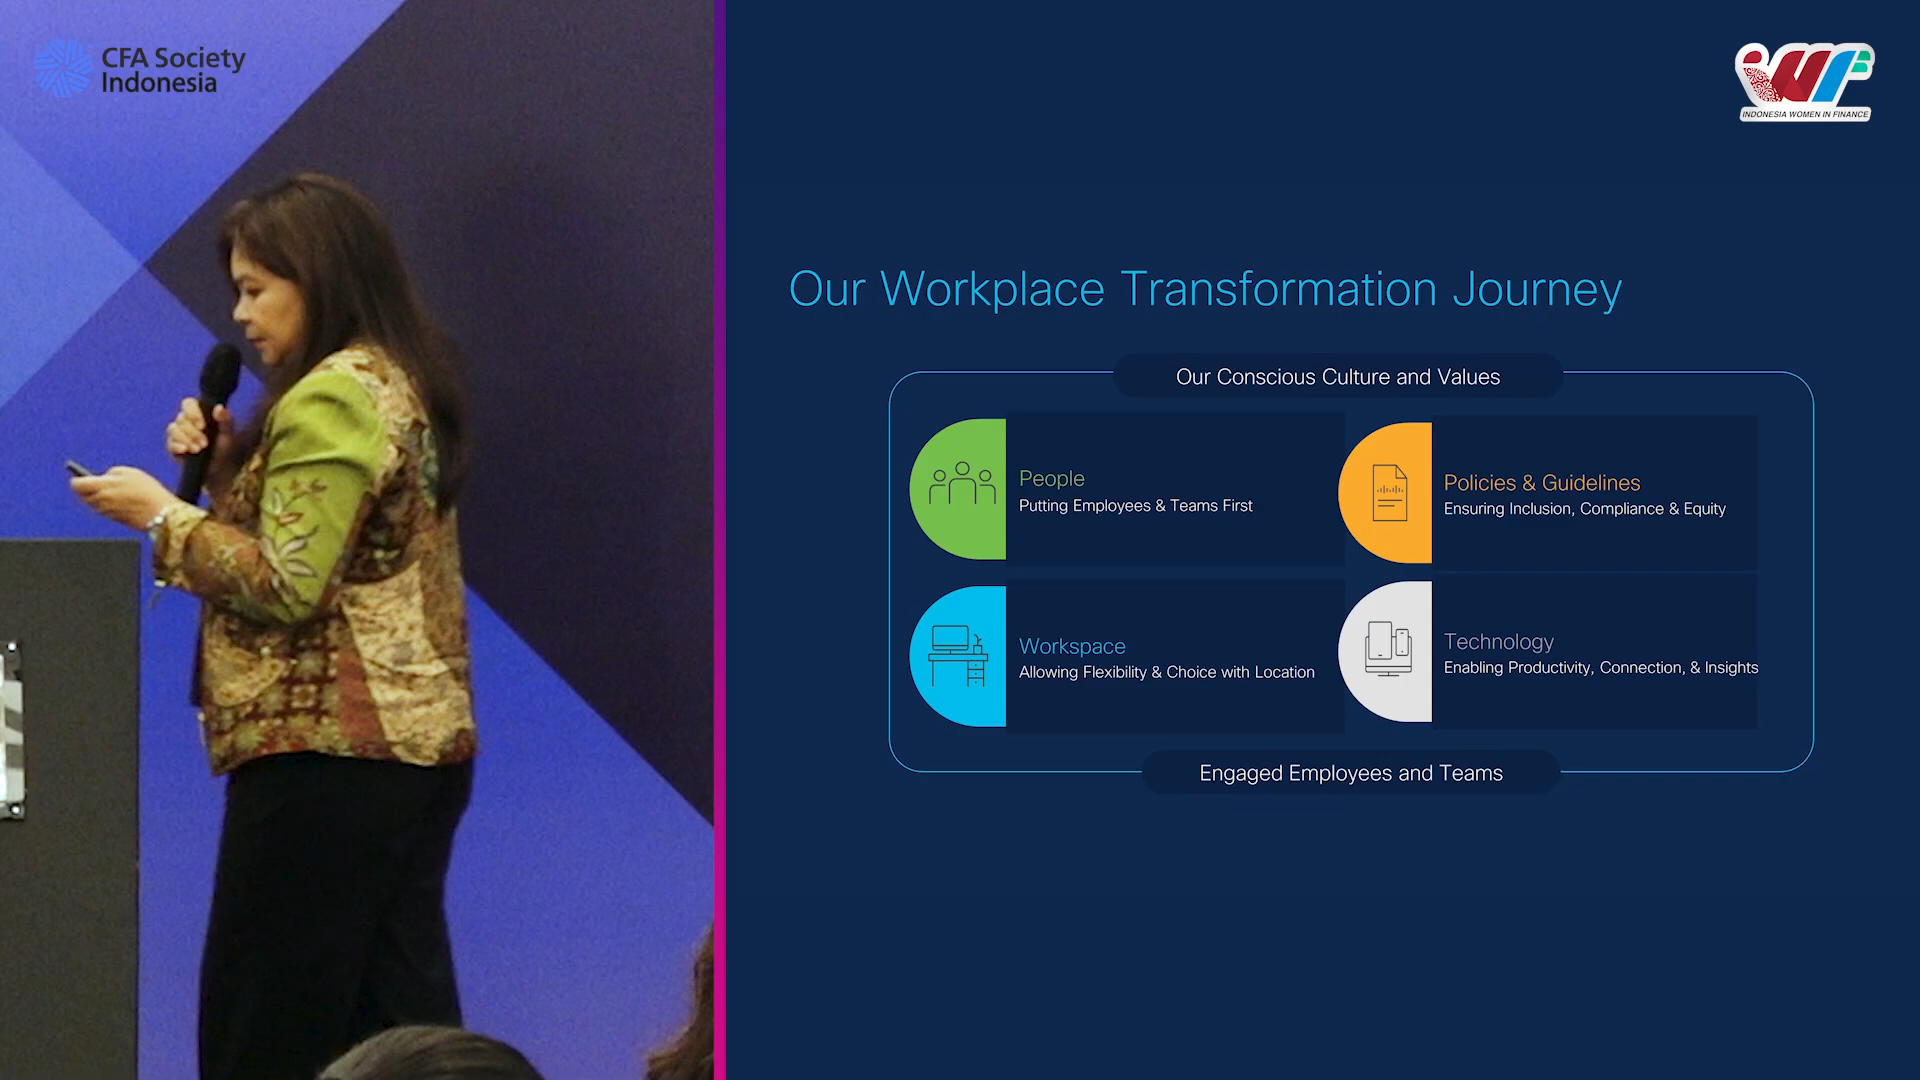 CFA Society
Indonesia
INDONESIA WOMEN IN FINANCE
Our Workplace Transformation Journey
Our Conscious Culture and Values
People
Putting Employees & Teams First
Policies & Guidelines
Ensuring Inclusion, Compliance & Equity
Workspace
Allowing Flexibility & Choice with Location
Technology
Enabling Productivity, Connection, & Insights
Engaged Employees and Teams